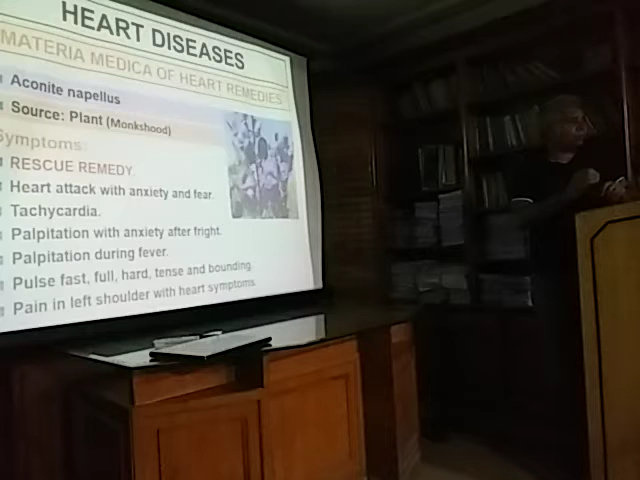 HEART DISEASES
MATERIA MEDICA OF HEART REMEDIES
Aconite napellus
Source: Plant (Monkshood)
Symptoms:
RESCUE REMEDY.
Heart attack with anxiety and fear.
Tachycardia.
Palpitation with anxiety after fright.
Palpitation during fever.
Pulse fast, full, hard, tense and bounding.
Pain in left shoulder with heart symptoms.